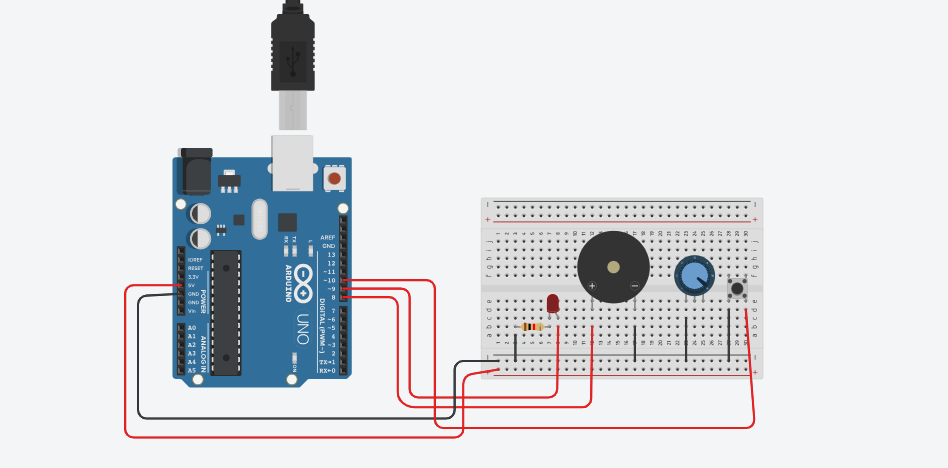 AREF
GND
13
12
~11
~10
~9
8
7
~6
~5
4
~3
2
TX→1
RX←0
DIGITAL (PWM~)
IOREF
RESET
3.3V
5V
GND
GND
Vin
POWER
A0
A1
A2
A3
A4
A5
ANALOG IN
TX
RX
L
ARDUINO
UNO
ON
+
−